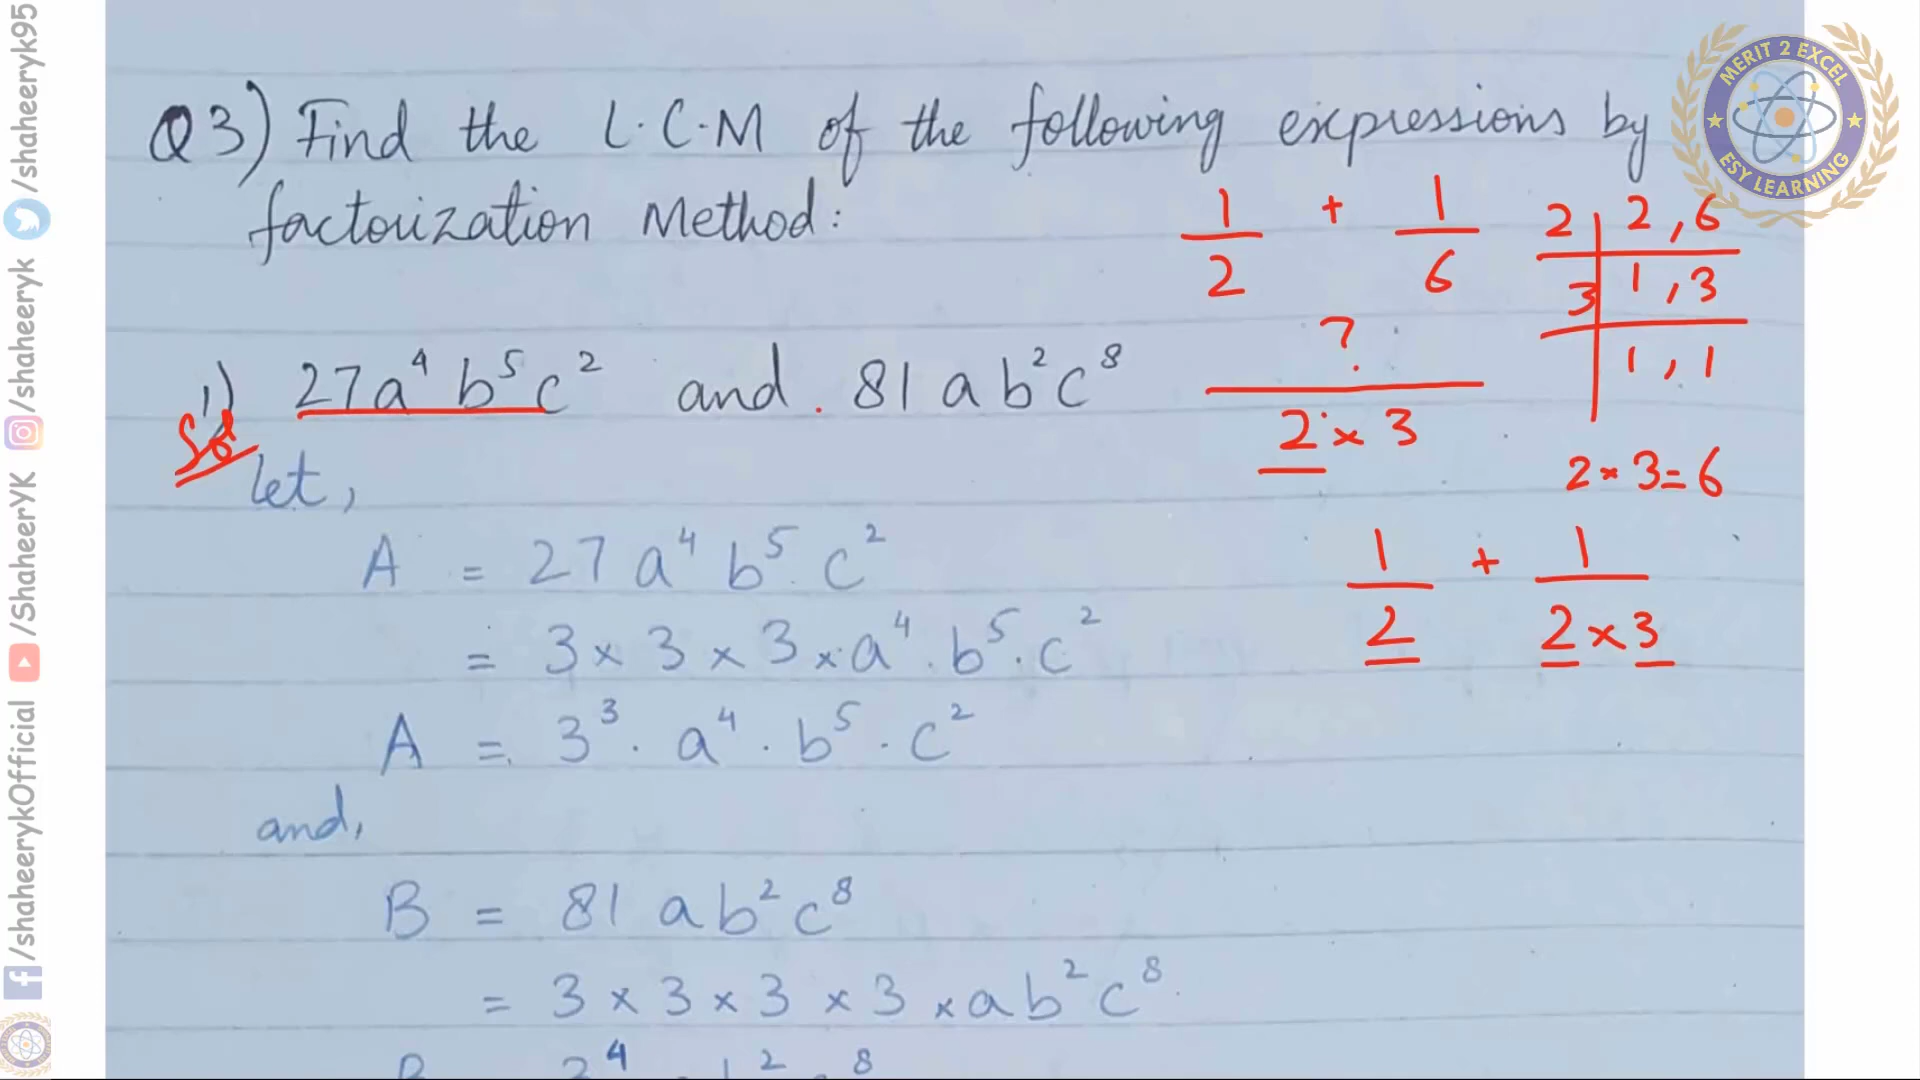 Q3) Find the L.C.M of the following expressions by
factorization Method:
1/2 + 1/6
2 | 2, 6
3 | 1, 3
1, 1
?
2 × 3
2 × 3 = 6
1/2 + 1/(2 × 3)
1) 27a⁴b⁵c² and 81ab²c⁸
Sol
let,
A = 27a⁴b⁵c²
= 3 × 3 × 3 × a⁴ . b⁵ . c²
A = 3³ . a⁴ . b⁵ . c²
and,
B = 81ab²c⁸
= 3 × 3 × 3 × 3 × ab²c⁸
MERIT 2 EXCEL
ESY LEARNING
/shaheeryk95
/shaheeryk
/ShaheerYK
/shaheerykOfficial